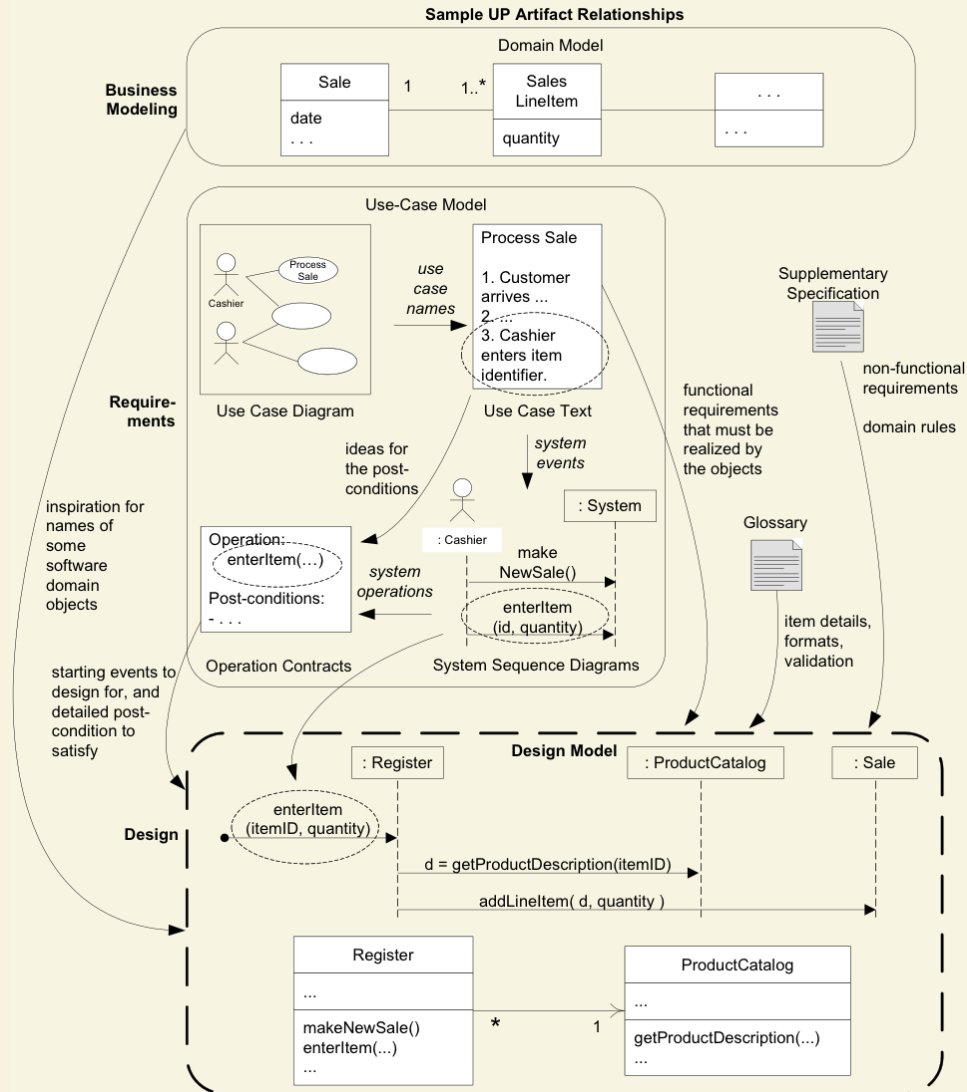 Sample UP Artifact Relationships
Domain Model
Business
Modeling
Sale
date
. . .
1
1..*
Sales
LineItem
quantity
. . .
. . .
Use-Case Model
Process
Sale
Cashier
Use Case Diagram
use
case
names
Process Sale
1. Customer
arrives ...
2. ...
3. Cashier
enters item
identifier.
Use Case Text
Require-
ments
Supplementary
Specification
non-functional
requirements
domain rules
functional
requirements
that must be
realized by
the objects
ideas for
the post-
conditions
system
events
inspiration for
names of
some
software
domain
objects
Glossary
item details,
formats,
validation
Operation:
enterItem(…)
Post-conditions:
- . . .
Operation Contracts
system
operations
: Cashier
: System
make
NewSale()
enterItem
(id, quantity)
System Sequence Diagrams
starting events to
design for, and
detailed post-
condition to
satisfy
Design Model
Design
: Register
: ProductCatalog
: Sale
enterItem
(itemID, quantity)
d = getProductDescription(itemID)
addLineItem( d, quantity )
Register
...
makeNewSale()
enterItem(...)
...
*
1
ProductCatalog
...
getProductDescription(...)
...